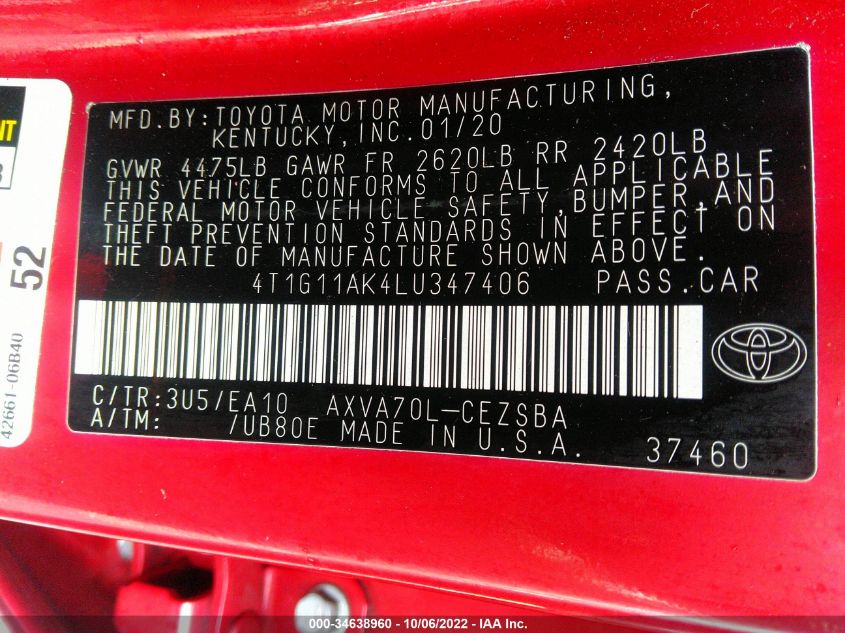 MFD.BY:TOYOTA MOTOR MANUFACTURING,
KENTUCKY,INC.01/20
GVWR 4475LB GAWR FR 2620LB RR 2420LB
THIS VEHICLE CONFORMS TO ALL APPLICABLE
FEDERAL MOTOR VEHICLE SAFETY,BUMPER,AND
THEFT PREVENTION STANDARDS IN EFFECT ON
THE DATE OF MANUFACTURE SHOWN ABOVE.
4T1G11AK4LU347406 PASS.CAR
C/TR:3U5/EA10 AXVA70L-CEZSBA
A/TM: /UB80E MADE IN U.S.A.
37460
52
42661-06B40
000-34638960 - 10/06/2022 - IAA Inc.